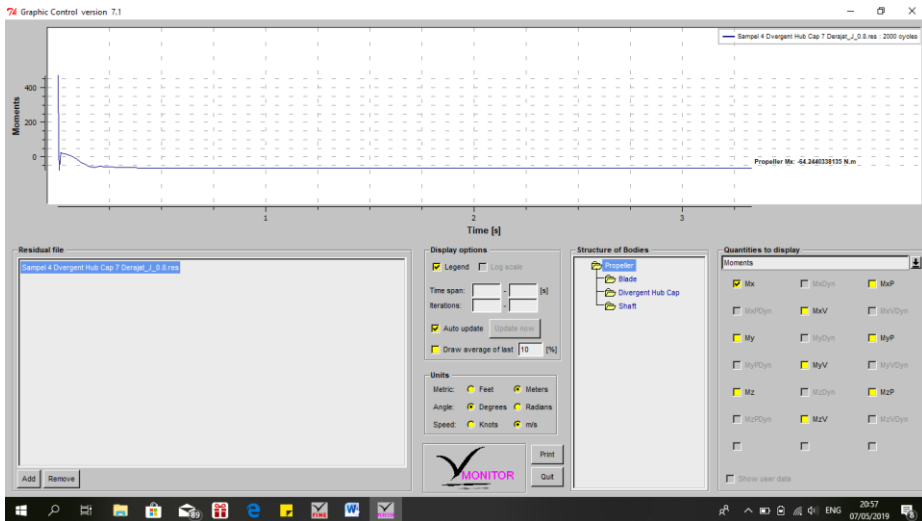 Graphic Control version 7.1
Sampel 4 Dvergent Hub Cap 7 Derajat_J_0.8.res : 2000 cycles
Moments
400
200
0
Propeller Mx: -64.2440338135 N.m
1
2
3
Time [s]
Residual file
Sampel 4 Dvergent Hub Cap 7 Derajat_J_0.8.res
Add
Remove
Display options
Legend
Log scale
Time span: - [s]
Iterations: -
Auto update
Update now
Draw average of last 10 [%]
Units
Metric: Feet Meters
Angle: Degrees Radians
Speed: Knots m/s
MONITOR
Print
Quit
Structure of Bodies
Propeller
Blade
Divergent Hub Cap
Shaft
Quantities to display
Moments
Mx MxDyn MxP
MxPDyn MxV MxVDyn
My MyDyn MyP
MyPDyn MyV MyVDyn
Mz MzDyn MzP
MzPDyn MzV MzVDyn
Show user data
89
ENG
20:57
07/05/2019